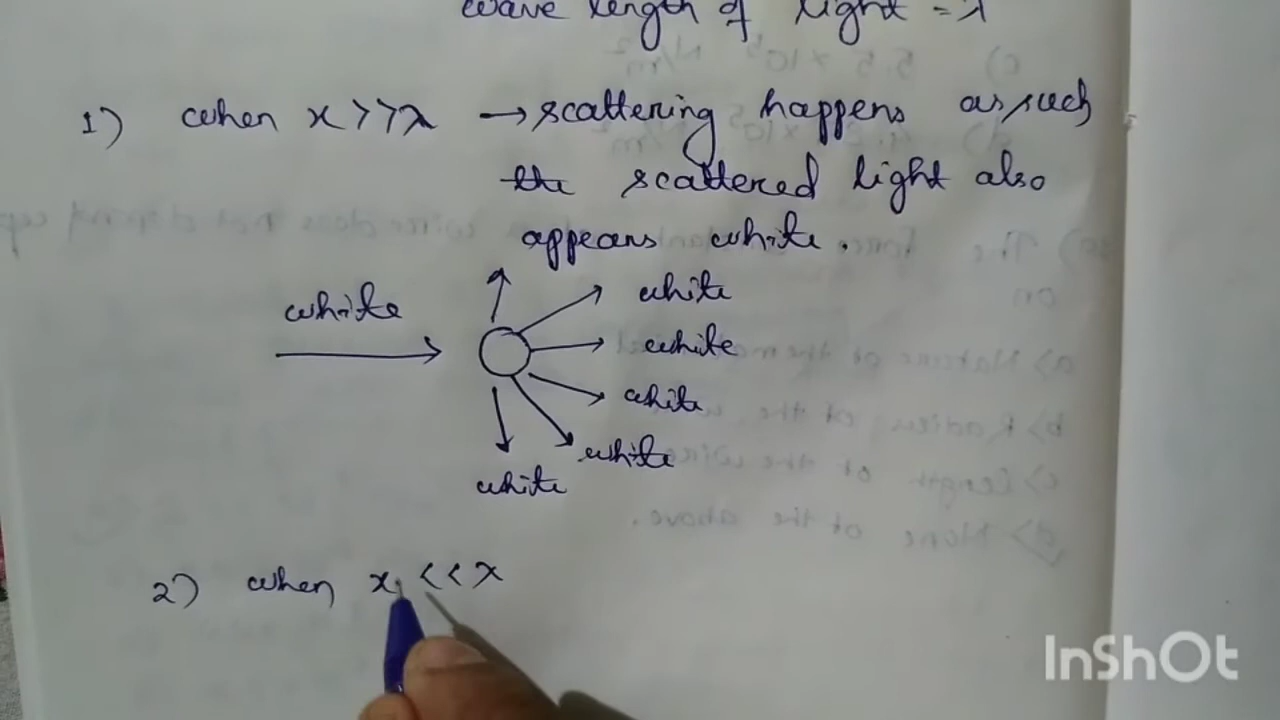 wave length of light = λ
1) when x >> λ → scattering happens as such
the scattered light also
appears white.
white
white
white
white
white
white
2) when x << λ
InShOt